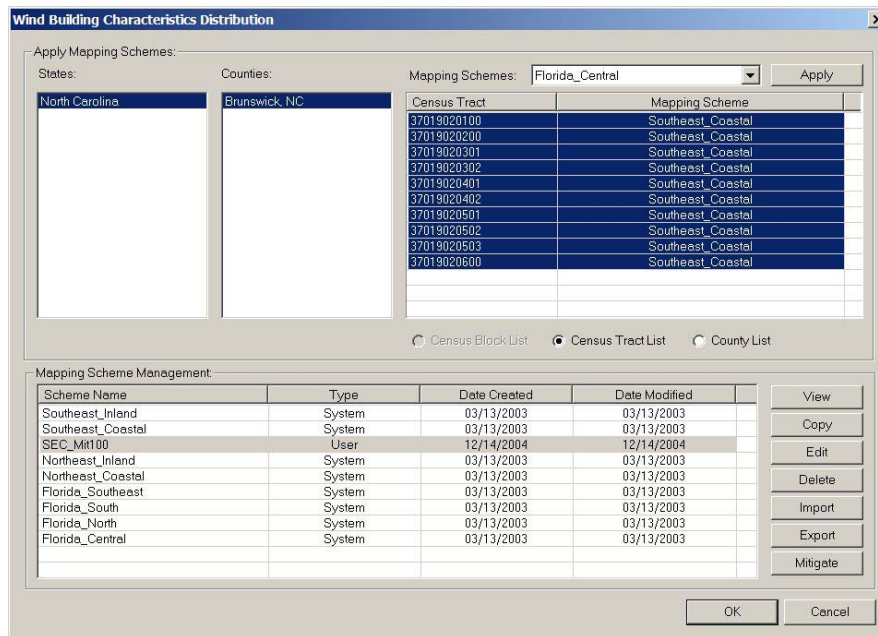 Wind Building Characteristics Distribution
Apply Mapping Schemes:
States: Counties: Mapping Schemes: Florida_Central Apply
North Carolina Brunswick, NC Census Tract Mapping Scheme
37019020100 Southeast_Coastal
37019020200 Southeast_Coastal
37019020301 Southeast_Coastal
37019020302 Southeast_Coastal
37019020401 Southeast_Coastal
37019020402 Southeast_Coastal
37019020501 Southeast_Coastal
37019020502 Southeast_Coastal
37019020503 Southeast_Coastal
37019020600 Southeast_Coastal
Census Block List Census Tract List County List
Mapping Scheme Management:
Scheme Name Type Date Created Date Modified View
Southeast_Inland System 03/13/2003 03/13/2003
Southeast_Coastal System 03/13/2003 03/13/2003 Copy
SEC_Mit100 User 12/14/2004 12/14/2004 Edit
Northeast_Inland System 03/13/2003 03/13/2003
Northeast_Coastal System 03/13/2003 03/13/2003 Delete
Florida_Southeast System 03/13/2003 03/13/2003
Florida_South System 03/13/2003 03/13/2003 Import
Florida_North System 03/13/2003 03/13/2003
Florida_Central System 03/13/2003 03/13/2003 Export
Mitigate
OK Cancel